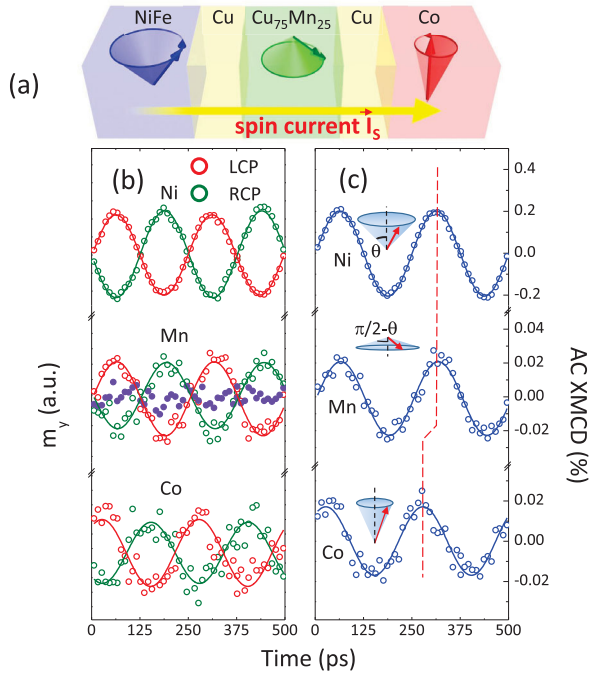 NiFe Cu Cu75Mn25 Cu Co
(a)
spin current IS
(b) LCP
Ni RCP
Mn
Co
my (a.u.)
0 125 250 375 500
(c)
θ
Ni
π/2-θ
Mn
Co
0.4
0.2
0.0
-0.2
0.04
0.02
0.00
-0.02
0.02
0.00
-0.02
AC XMCD (%)
0 125 250 375 500
Time (ps)